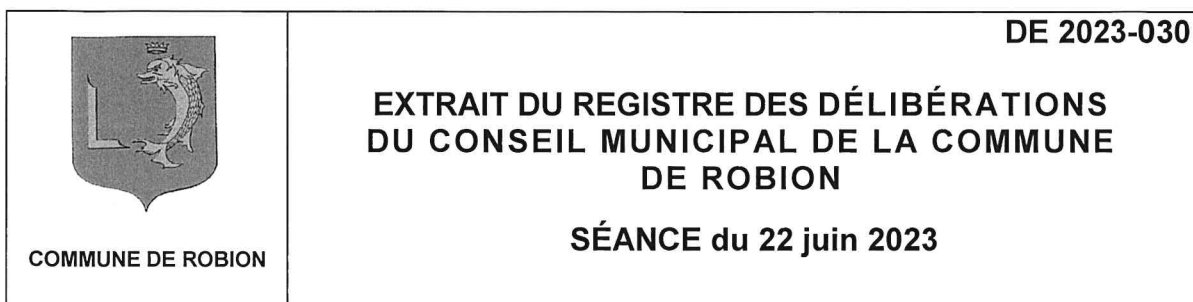 DE 2023-030
EXTRAIT DU REGISTRE DES DÉLIBÉRATIONS
DU CONSEIL MUNICIPAL DE LA COMMUNE
DE ROBION
SÉANCE du 22 juin 2023
COMMUNE DE ROBION